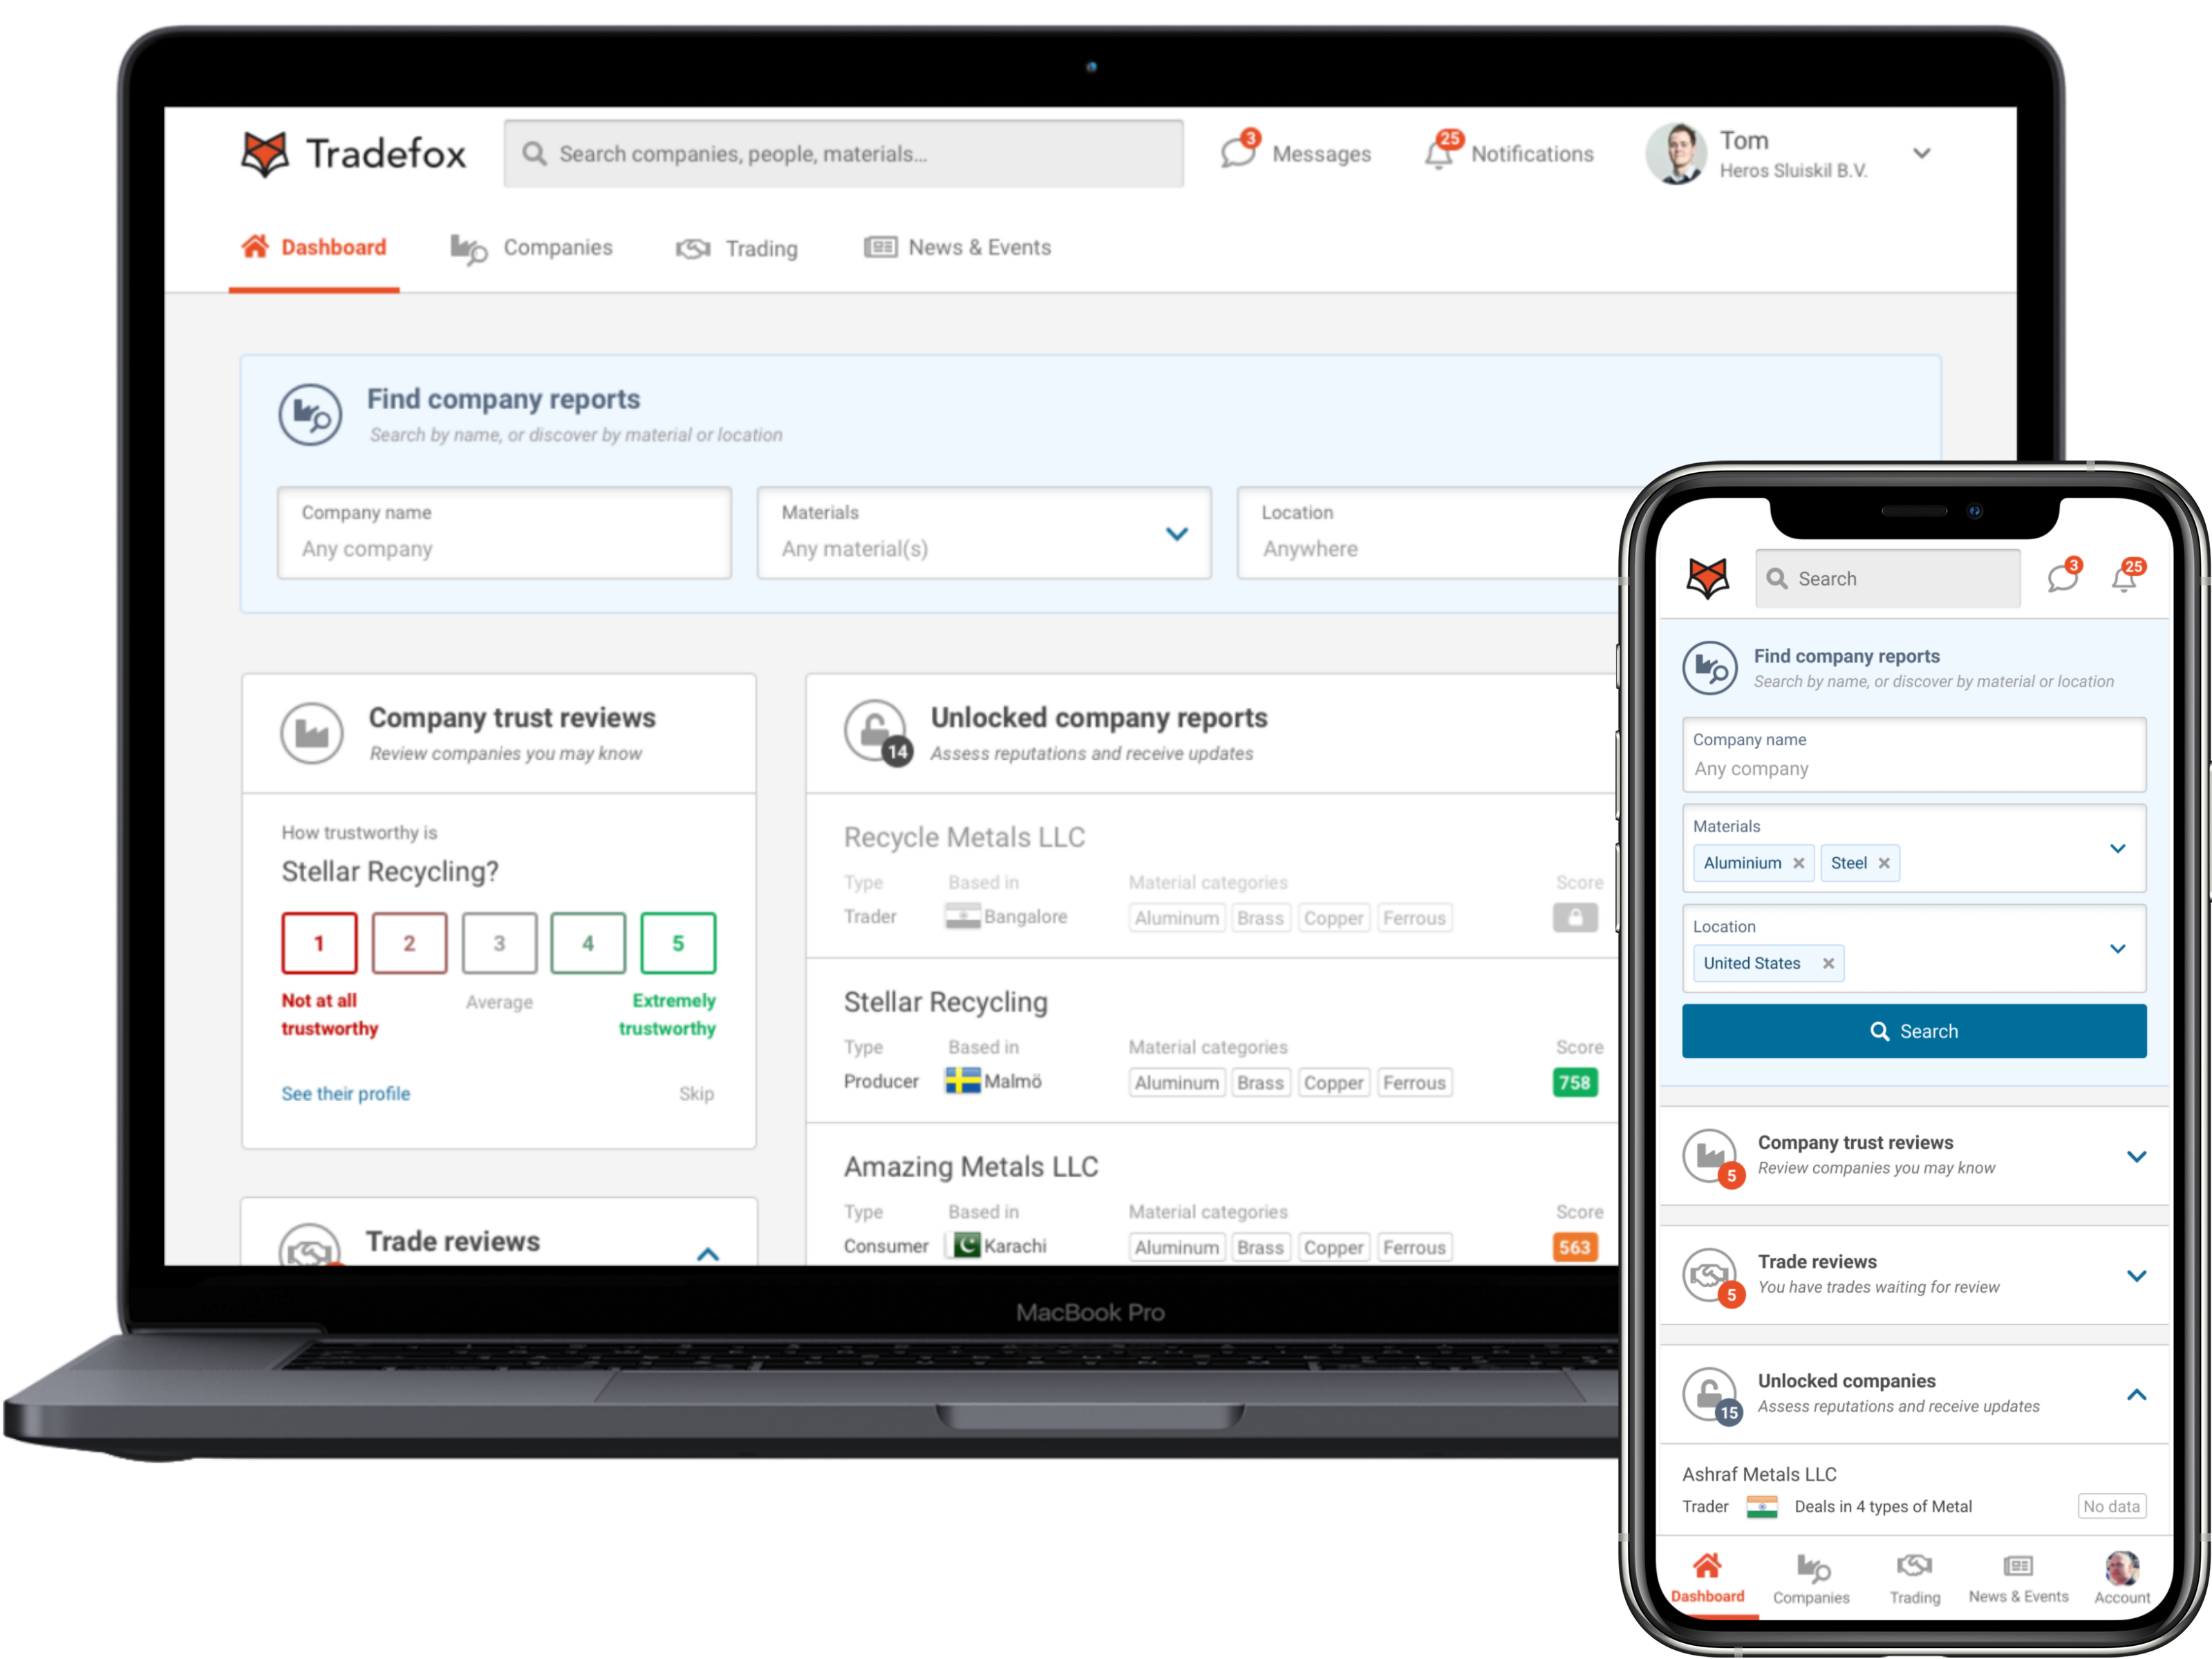 Tradefox
Search companies, people, materials...
3
Messages
25
Notifications
Tom
Heros Sluiskil B.V.
Dashboard
Companies
Trading
News & Events
Find company reports
Search by name, or discover by material or location
Company name
Any company
Materials
Any material(s)
Location
Anywhere
Company trust reviews
Review companies you may know
How trustworthy is
Stellar Recycling?
1 2 3 4 5
Not at all trustworthy
Average
Extremely trustworthy
See their profile
Skip
Trade reviews
14
Unlocked company reports
Assess reputations and receive updates
Recycle Metals LLC
Type Based in Material categories Score
Trader Bangalore Aluminum Brass Copper Ferrous
Stellar Recycling
Type Based in Material categories Score
Producer Malmö Aluminum Brass Copper Ferrous 758
Amazing Metals LLC
Type Based in Material categories Score
Consumer Karachi Aluminum Brass Copper Ferrous 563
MacBook Pro
Search
3
25
Find company reports
Search by name, or discover by material or location
Company name
Any company
Materials
Aluminium × Steel ×
Location
United States ×
Search
Company trust reviews
Review companies you may know
5
Trade reviews
You have trades waiting for review
5
Unlocked companies
Assess reputations and receive updates
15
Ashraf Metals LLC
Trader Deals in 4 types of Metal No data
Dashboard Companies Trading News & Events Account